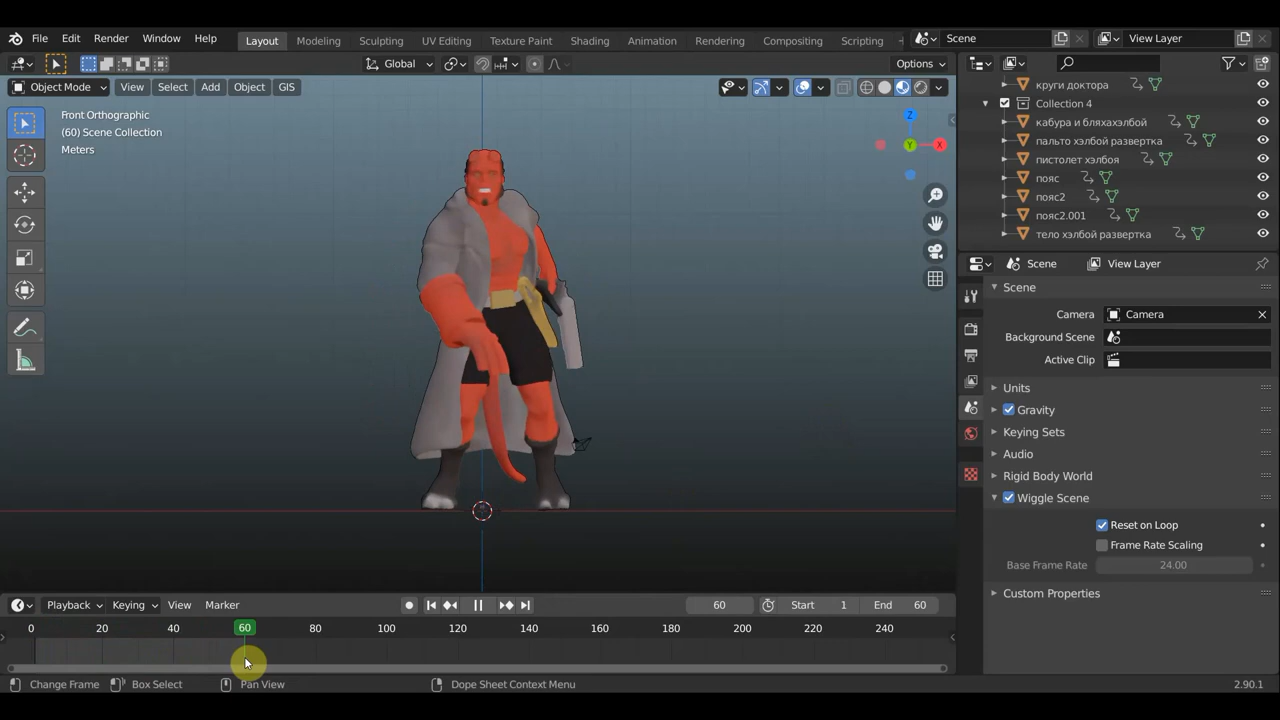 File Edit Render Window Help Layout Modeling Sculpting UV Editing Texture Paint Shading Animation Rendering Compositing Scripting Scene View Layer
Global Options
Object Mode View Select Add Object GIS
Front Orthographic
(60) Scene Collection
Meters
Z
Y
X
круги доктора
Collection 4
кабура и бляхахэлбой
пальто хэлбой развертка
пистолет хэлбоя
пояс
пояс2
пояс2.001
тело хэлбой развертка
Scene View Layer
Scene
Camera Camera
Background Scene
Active Clip
Units
Gravity
Keying Sets
Audio
Rigid Body World
Wiggle Scene
Reset on Loop
Frame Rate Scaling
Base Frame Rate 24.00
Custom Properties
Playback Keying View Marker 60 Start 1 End 60
0 20 40 60 80 100 120 140 160 180 200 220 240
Change Frame Box Select Pan View Dope Sheet Context Menu 2.90.1